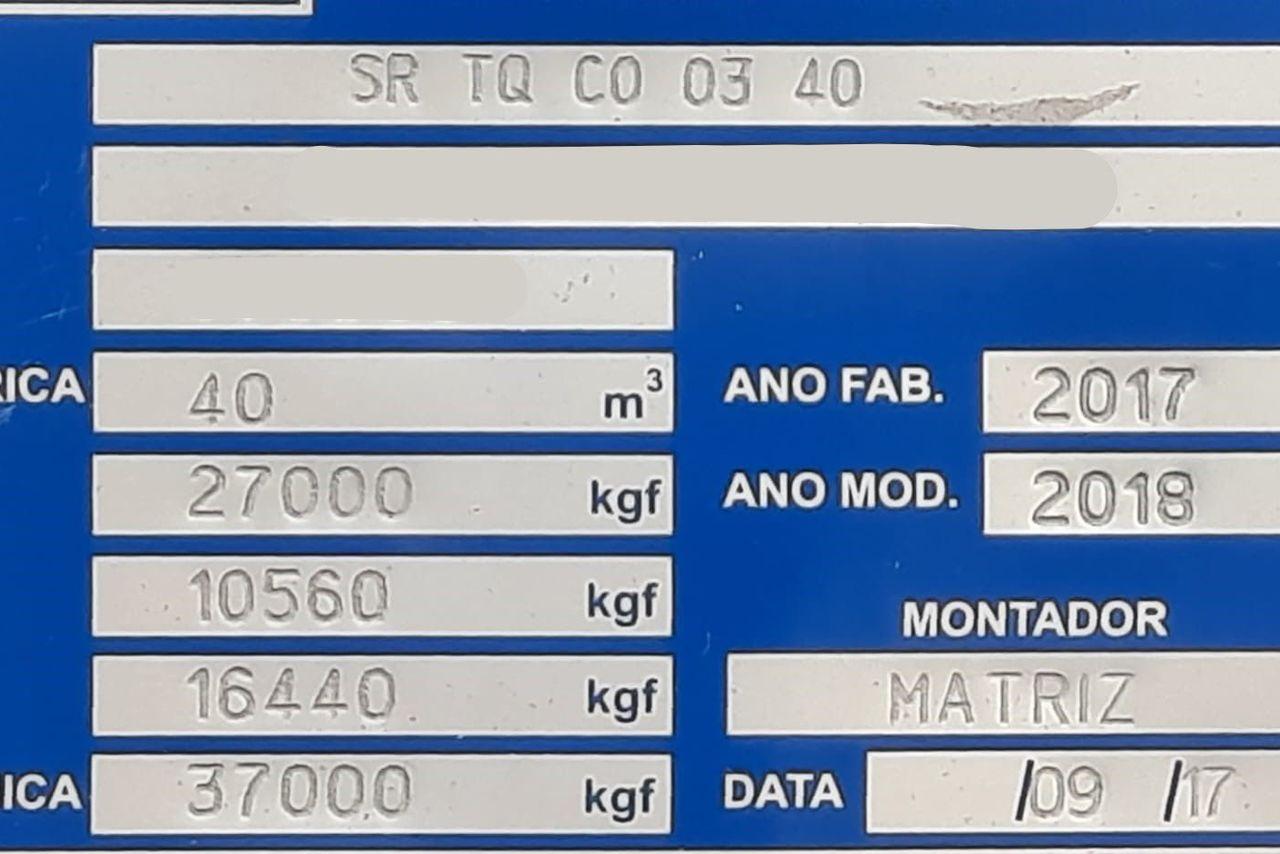 SR TQ CO 03 40
RICA 40 m³ ANO FAB. 2017
27000 kgf ANO MOD. 2018
10560 kgf
MONTADOR
16440 kgf MATRIZ
ICA 37000 kgf DATA /09 /17